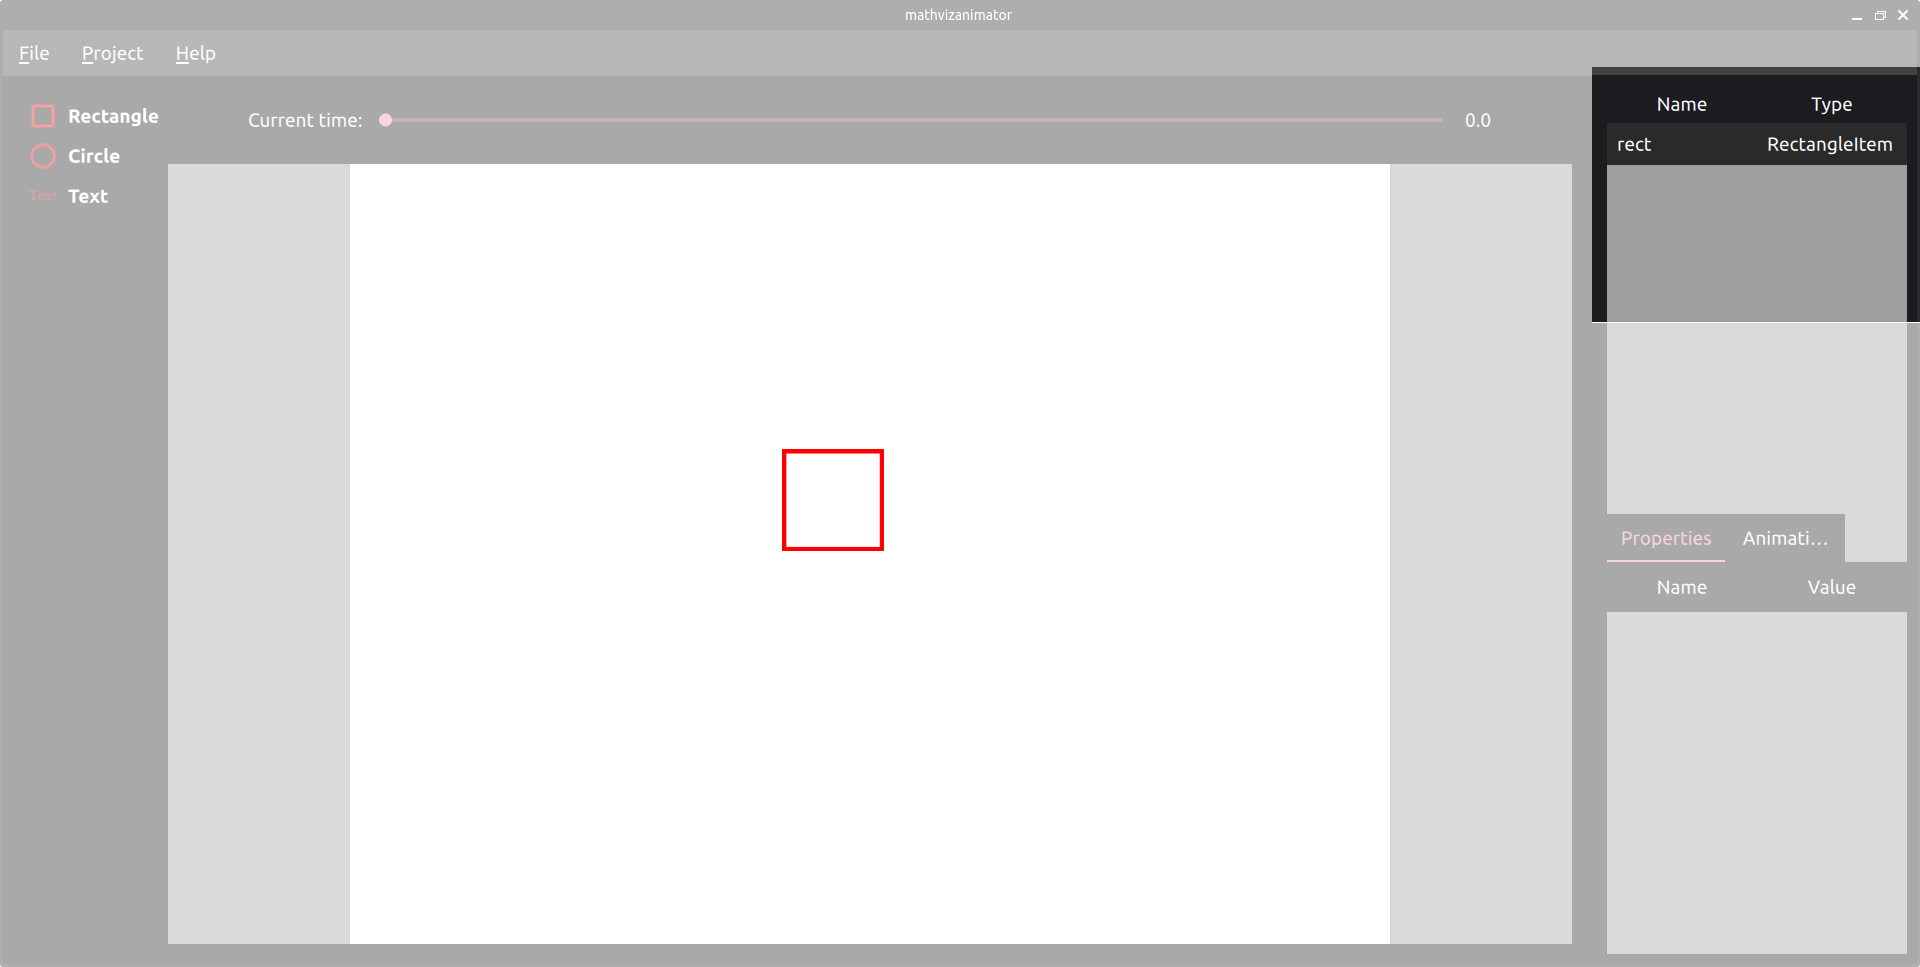 mathvizanimator
File Project Help
Rectangle
Circle
Text Text
Current time: 0.0
Name Type
rect RectangleItem
Properties Animati...
Name Value